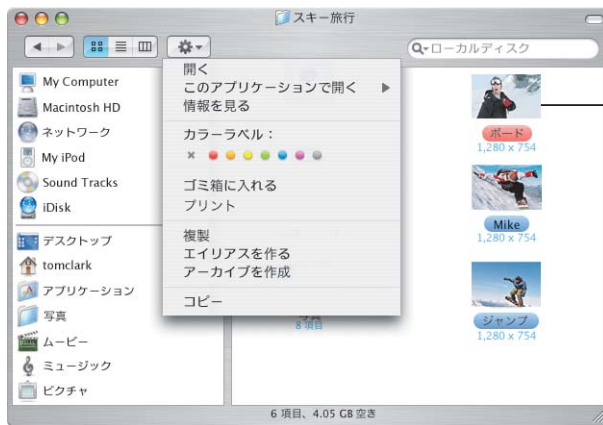 スキー旅行
ローカルディスク
My Computer
Macintosh HD
ネットワーク
My iPod
Sound Tracks
iDisk
デスクトップ
tomclark
アプリケーション
写真
ムービー
ミュージック
ピクチャ
開く
このアプリケーションで開く
情報を見る
カラーラベル：
ゴミ箱に入れる
プリント
複製
エイリアスを作る
アーカイブを作成
コピー
8 項目
ボード
1,280 x 754
Mike
1,280 x 754
ジャンプ
1,280 x 754
6 項目、4.05 GB 空き